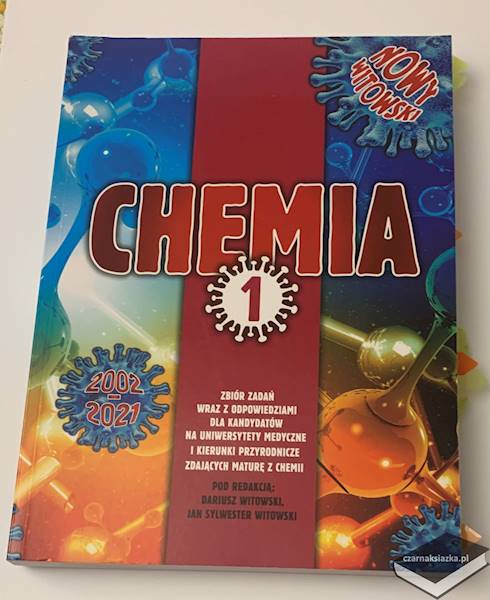 NOWY
WITOWSKI
CHEMIA
1
2002
-
2021
ZBIÓR ZADAŃ
WRAZ Z ODPOWIEDZIAMI
DLA KANDYDATÓW
NA UNIWERSYTETY MEDYCZNE
I KIERUNKI PRZYRODNICZE
ZDAJĄCYCH MATURĘ Z CHEMII
POD REDAKCJĄ:
DARIUSZ WITOWSKI,
JAN SYLWESTER WITOWSKI
czarnaksiazka.pl